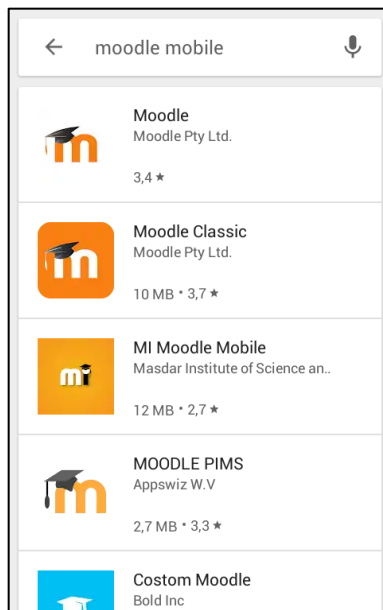 moodle mobile
Moodle
Moodle Pty Ltd.
3,4 ★
Moodle Classic
Moodle Pty Ltd.
10 MB • 3,7 ★
MI Moodle Mobile
Masdar Institute of Science an..
12 MB • 2,7 ★
MOODLE PIMS
Appswiz W.V
2,7 MB • 3,3 ★
Costom Moodle
Bold Inc